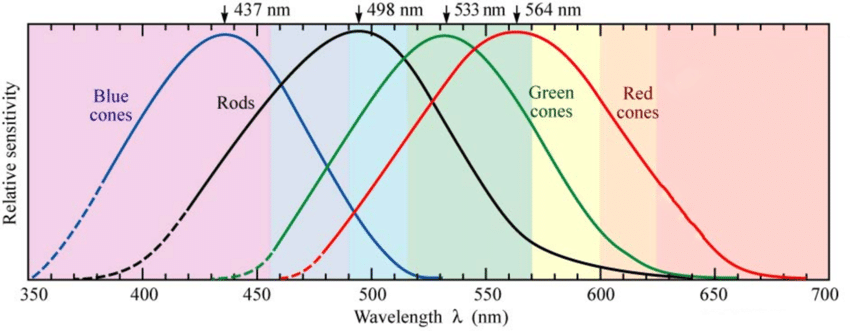 437 nm 498 nm 533 nm 564 nm
Blue
cones
Rods
Green
cones
Red
cones
Relative sensitivity
350 400 450 500 550 600 650 700
Wavelength λ (nm)